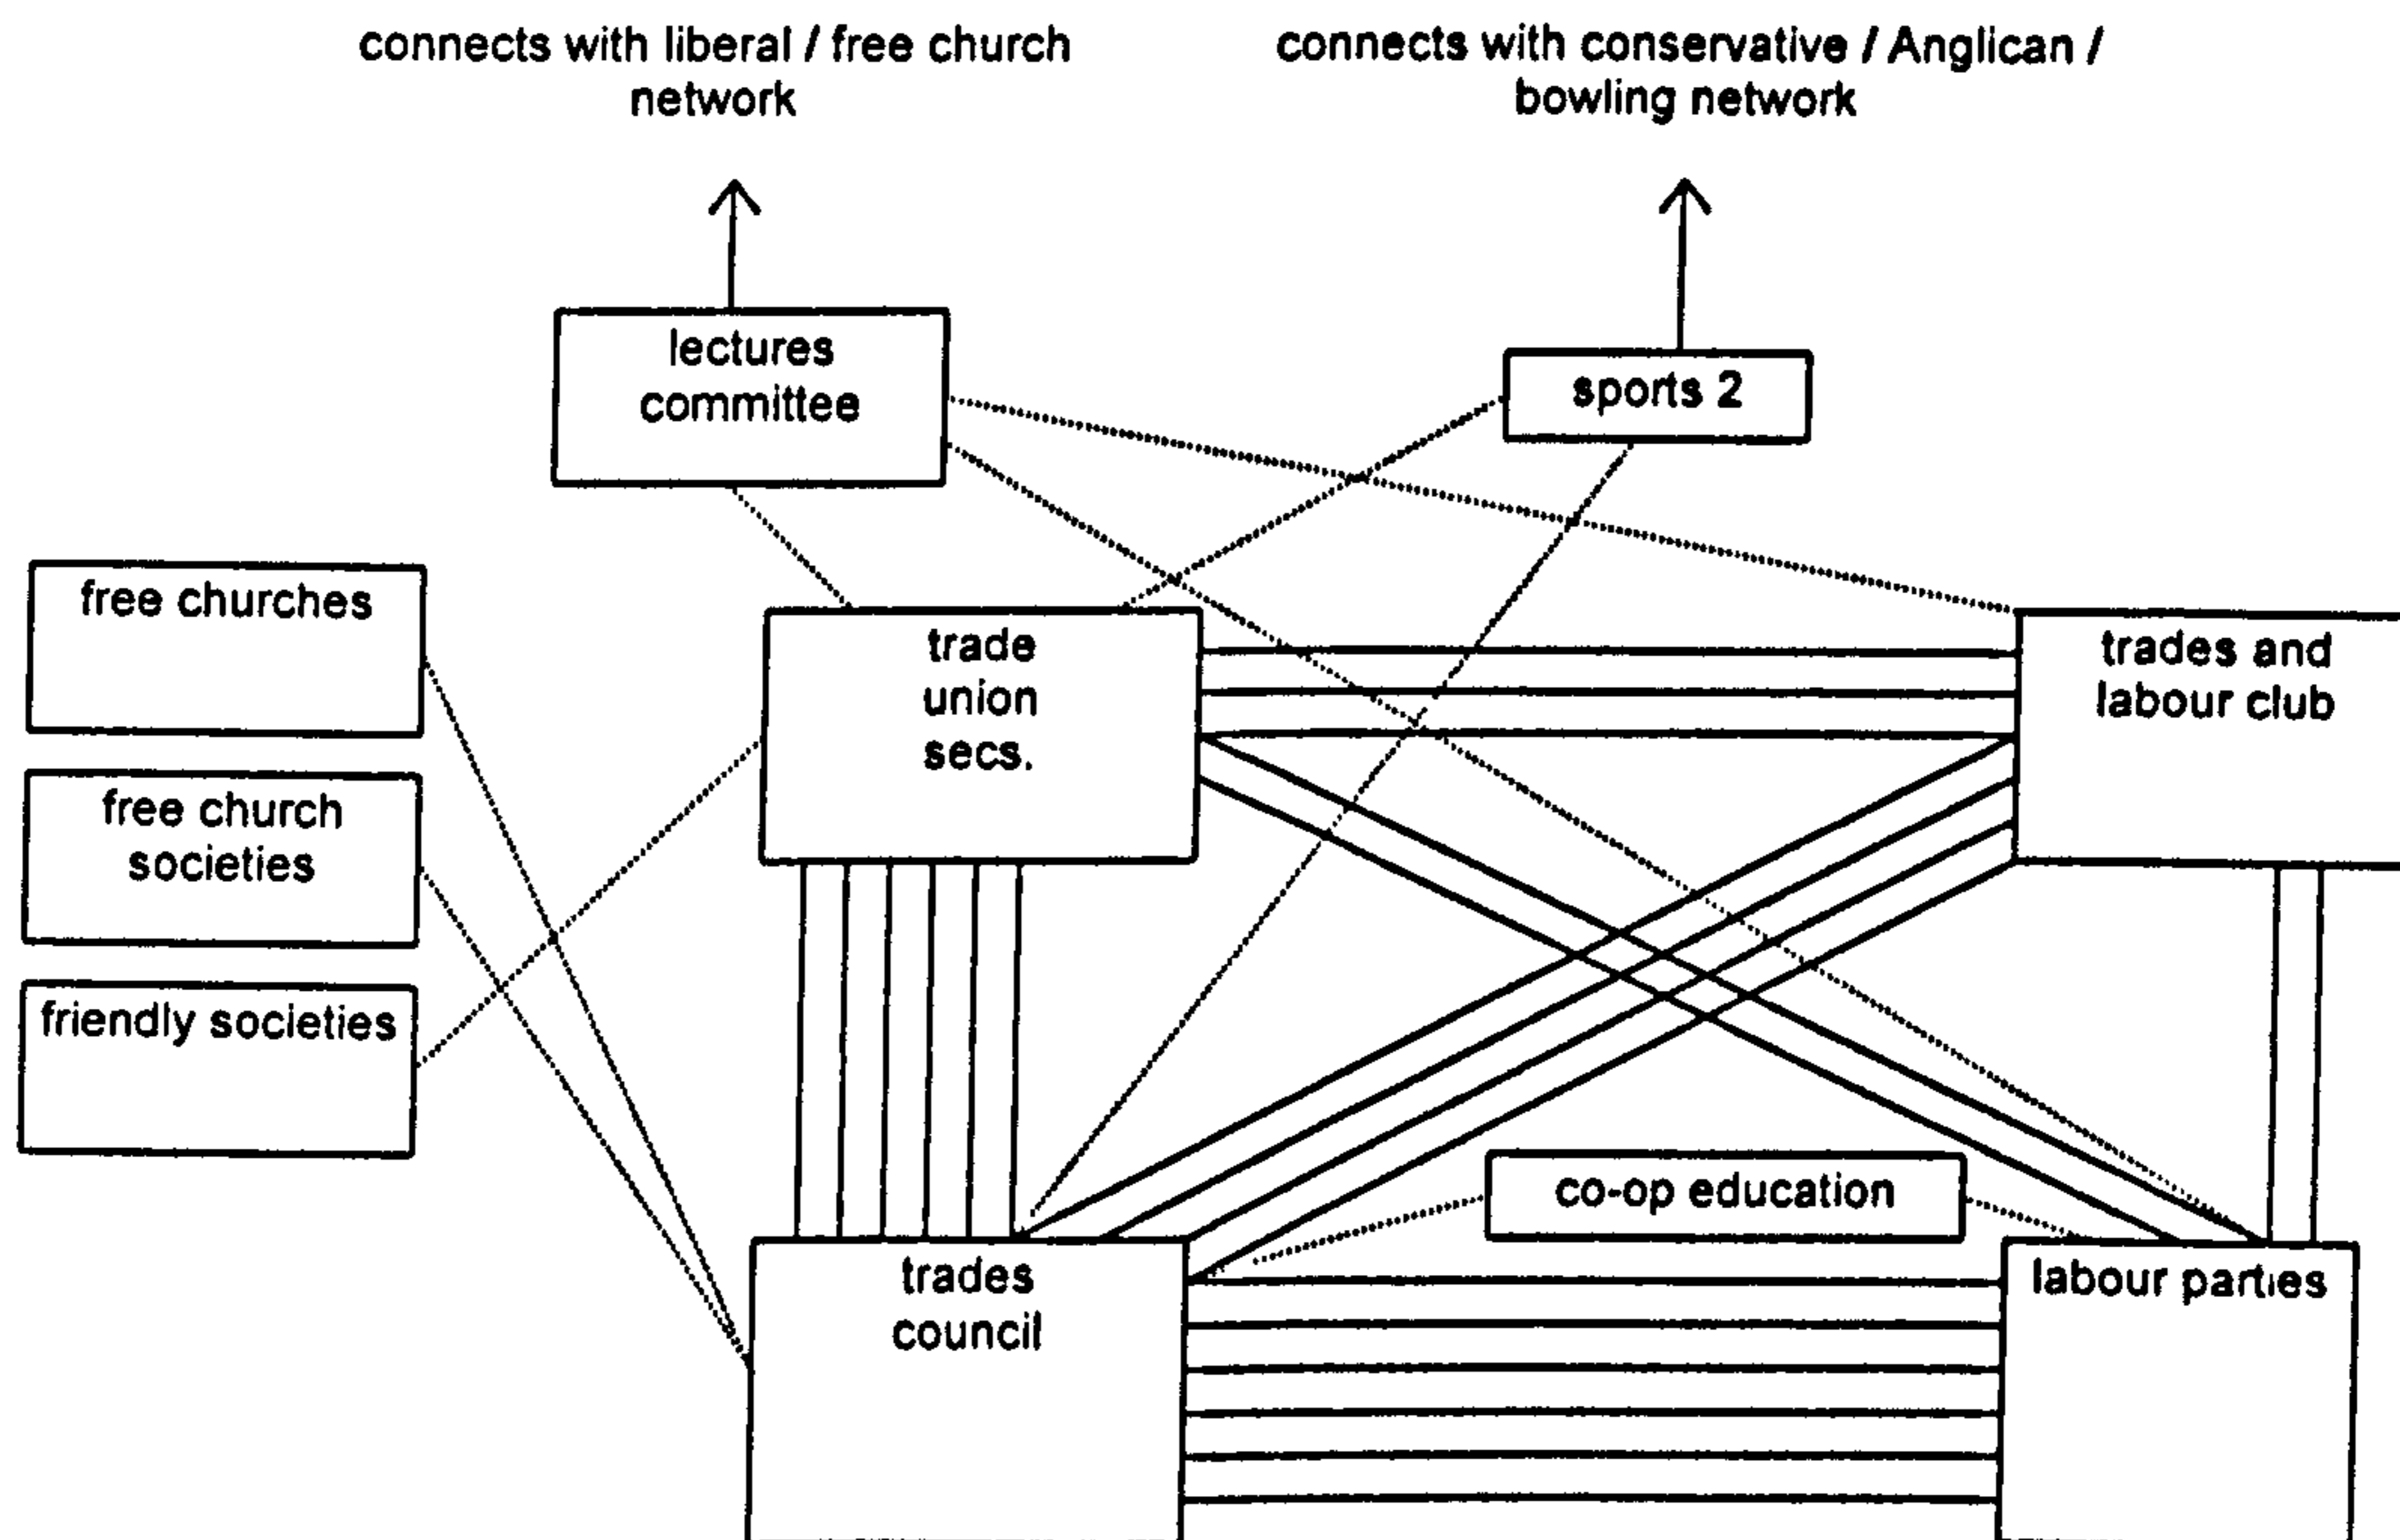 connects with liberal / free church
network
connects with conservative / Anglican /
bowling network
lectures
committee
sports 2
free churches
trade
union
secs.
trades and
labour club
free church
societies
friendly societies
co-op education
trades
council
labour parties